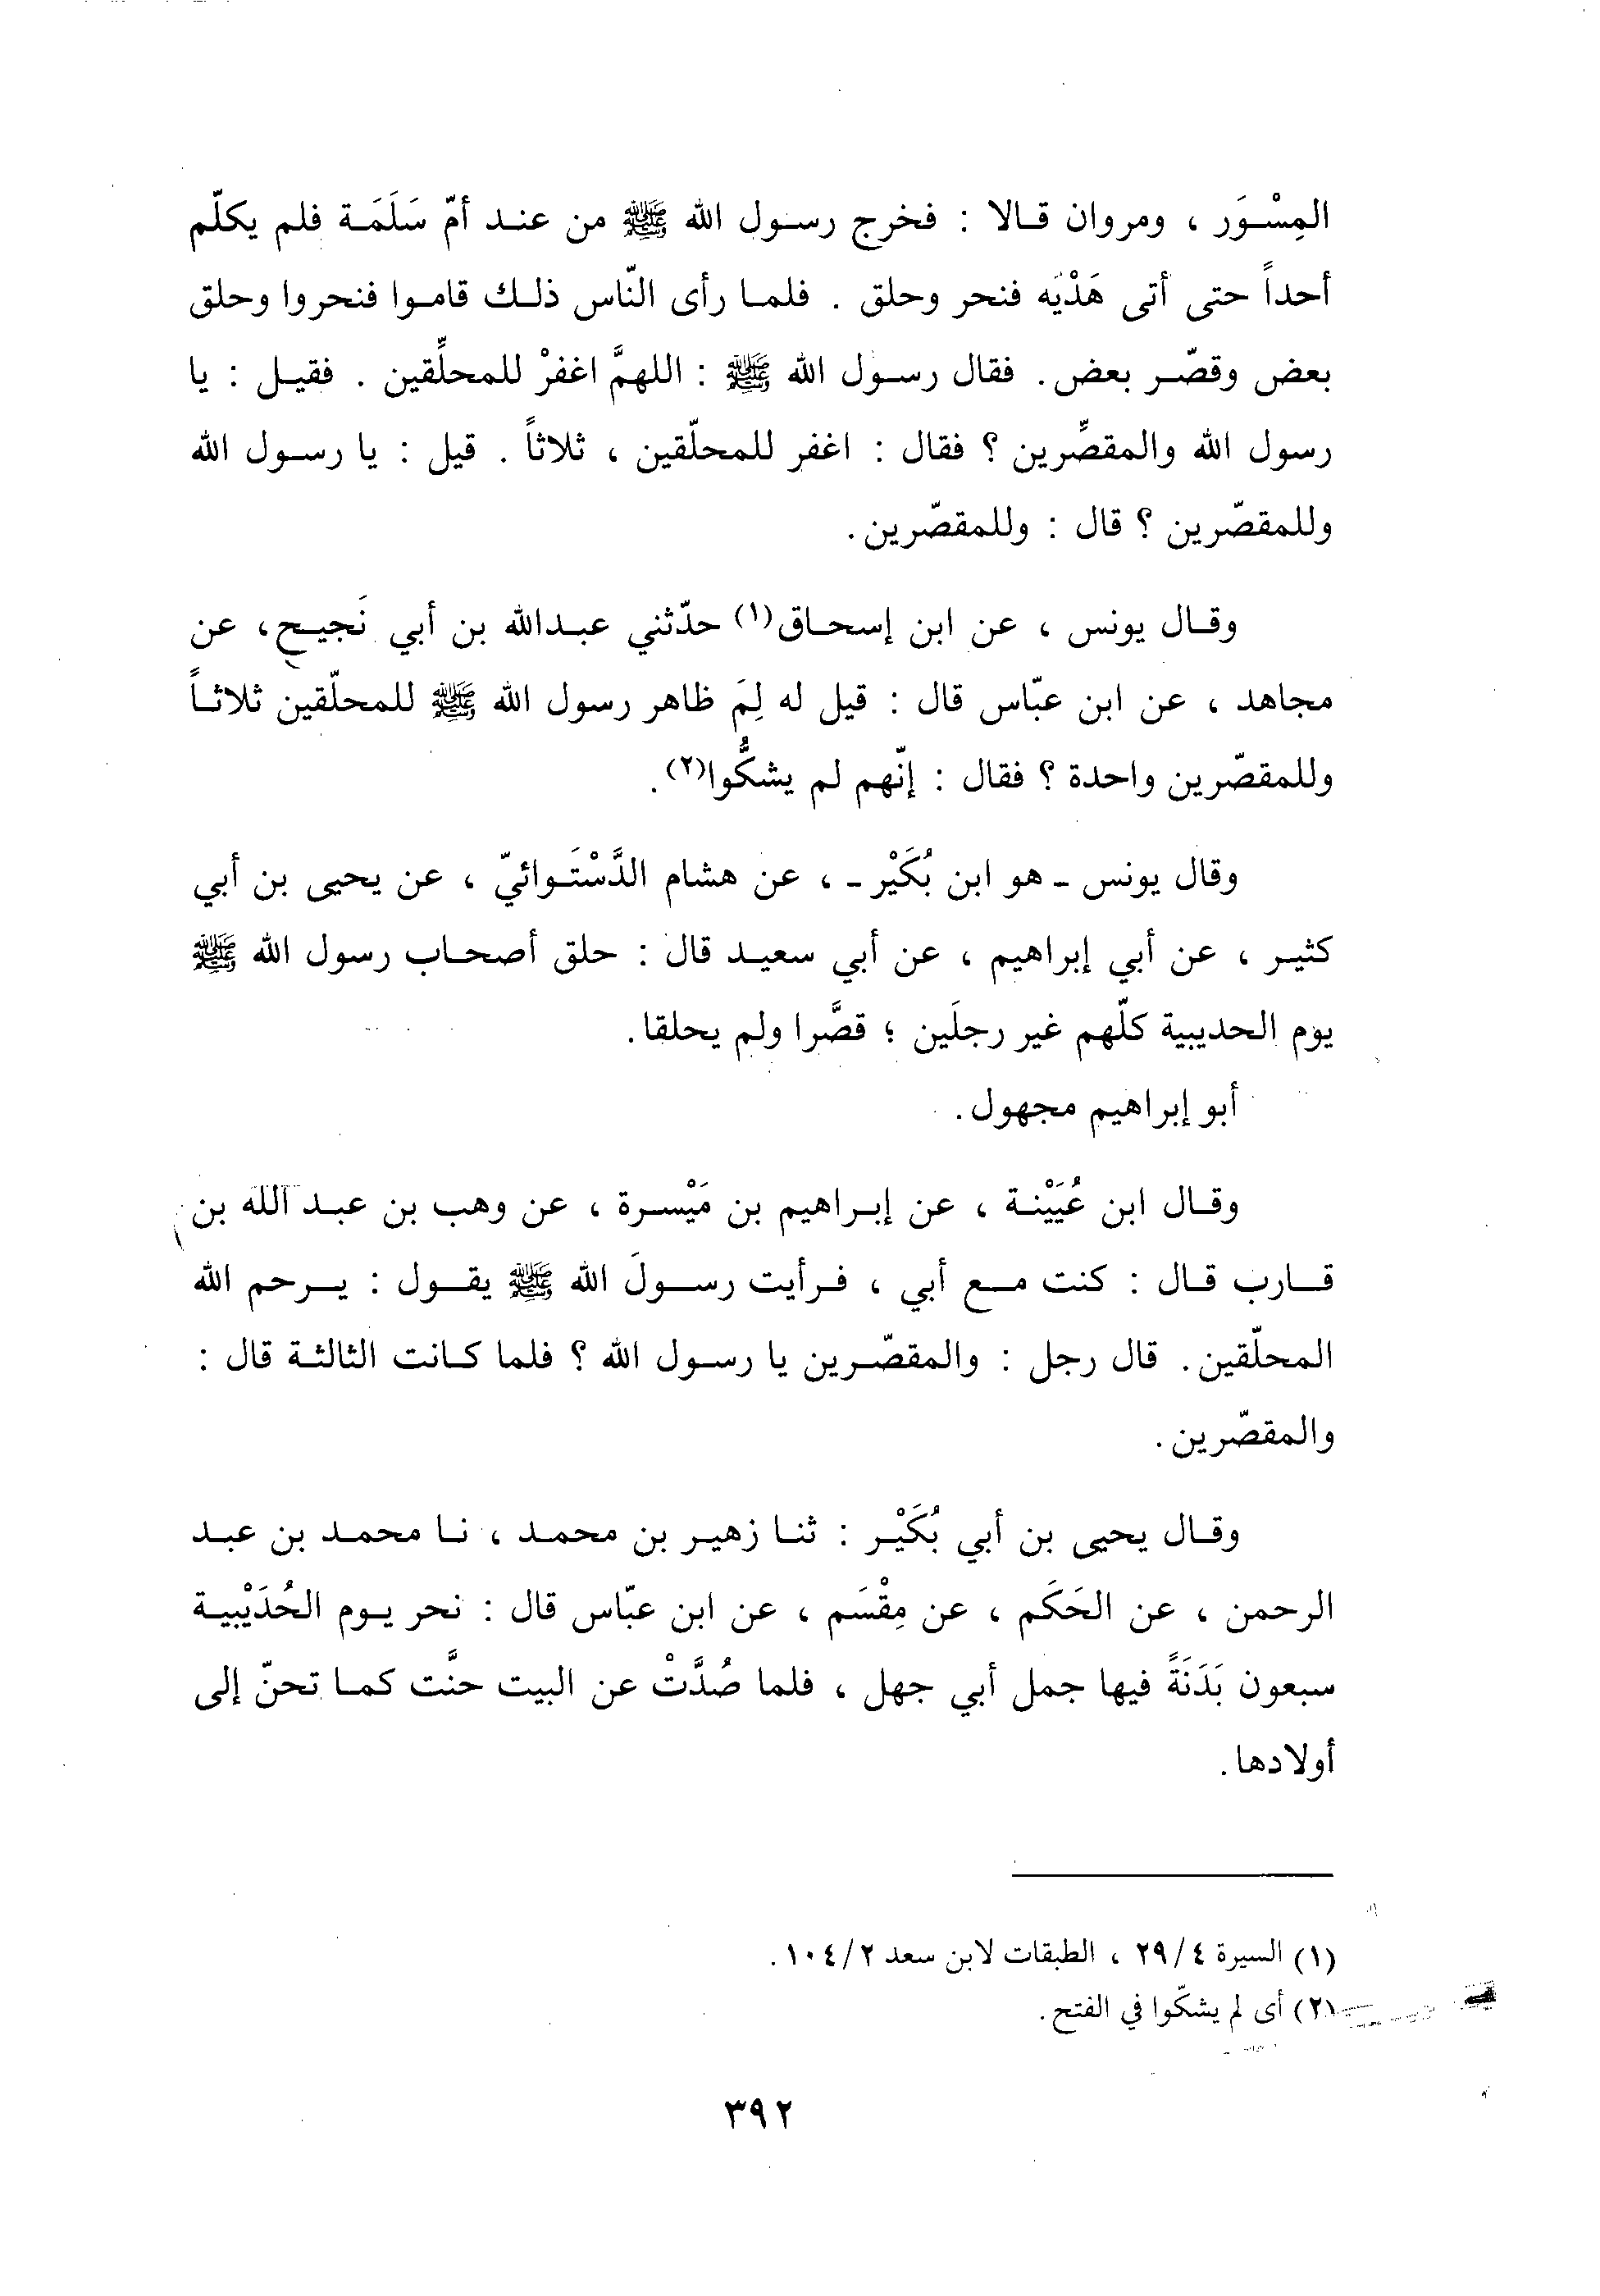 المِسْوَر ، ومروان قالا : فخرج رسول الله ﷺ من عند أمّ سَلَمَة فلم يكلّم
أحداً حتى أتى هَدْيَه فنحر وحلق . فلما رأى النّاس ذلك قاموا فنحروا وحلق
بعض وقصّر بعض. فقال رسول الله ﷺ : اللهمَّ اغفرْ للمحلِّقين . فقيل : يا
رسول الله والمقصِّرين ؟ فقال : اغفر للمحلّقين ، ثلاثاً . قيل : يا رسول الله
وللمقصّرين ؟ قال : وللمقصّرين.
وقال يونس ، عن ابن إسحاق(١) حدّثني عبدالله بن أبي نَجيح، عن
مجاهد ، عن ابن عبّاس قال : قيل له لِمَ ظاهر رسول الله ﷺ للمحلّقين ثلاثاً
وللمقصّرين واحدة ؟ فقال : إنّهم لم يشكُّوا(٢).
وقال يونس ـ هو ابن بُكَيْر ـ ، عن هشام الدَّسْتَوائيّ ، عن يحيى بن أبي
كثير ، عن أبي إبراهيم ، عن أبي سعيد قال : حلق أصحاب رسول الله ﷺ
يوم الحديبية كلّهم غير رجلَين ؛ قصَّرا ولم يحلقا.
أبو إبراهيم مجهول.
وقال ابن عُيَيْنة ، عن إبراهيم بن مَيْسرة ، عن وهب بن عبد الله بن
قارب قال : كنت مع أبي ، فرأيت رسولَ الله ﷺ يقول : يرحم الله
المحلّقين. قال رجل : والمقصّرين يا رسول الله ؟ فلما كانت الثالثة قال :
والمقصّرين.
وقال يحيى بن أبي بُكَيْر : ثنا زهير بن محمد ، نا محمد بن عبد
الرحمن ، عن الحَكَم ، عن مِقْسَم ، عن ابن عبّاس قال : نحر يوم الحُدَيْبية
سبعون بَدَنَةً فيها جمل أبي جهل ، فلما صُدَّتْ عن البيت حنَّت كما تحنّ إلى
أولادها.
(١) السيرة ٢٩/٤ ، الطبقات لابن سعد ١٠٤/٢.
(٢) أى لم يشكّوا في الفتح.
٣٩٢